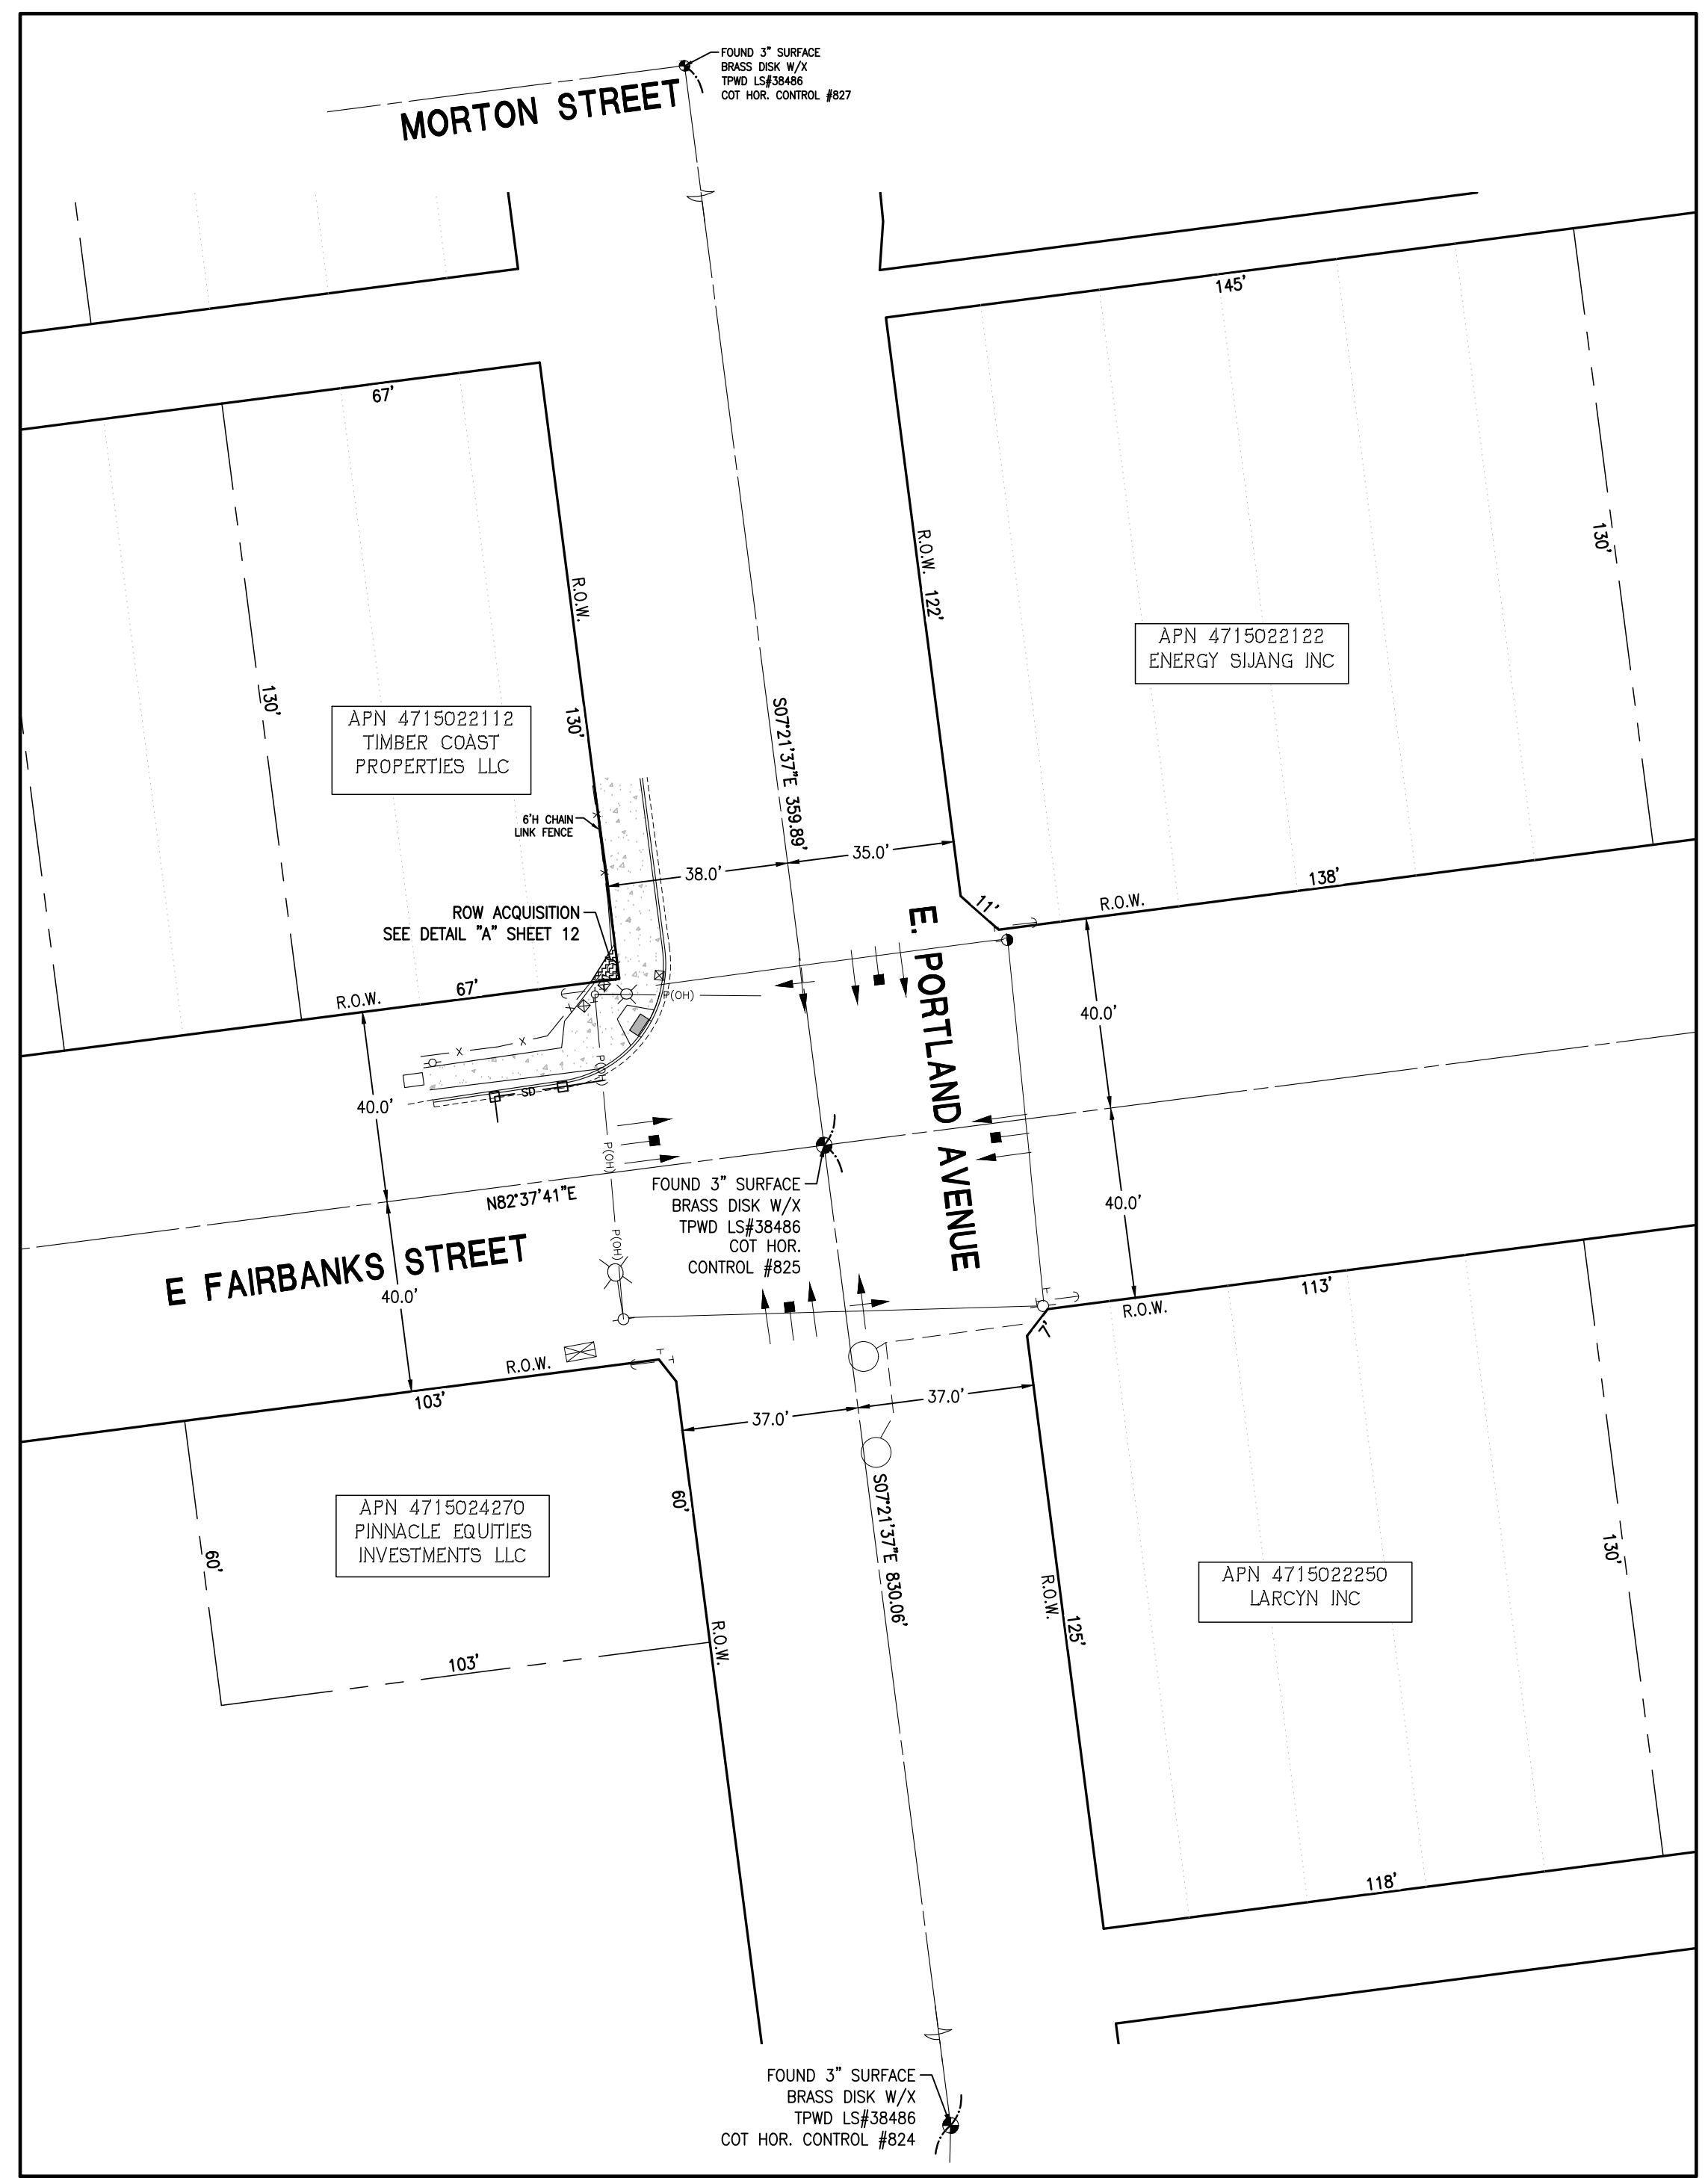 FOUND 3" SURFACE
BRASS DISK W/X
TPWD LS#38486
COT HOR. CONTROL #827
MORTON STREET
145'
67'
R.O.W.
122'
130'
R.O.W.
130'
130'
APN 4715022122
ENERGY SIJANG INC
APN 4715022112
TIMBER COAST
PROPERTIES LLC
S07°21'37"E 359.89'
6'H CHAIN
LINK FENCE
38.0'
35.0'
138'
R.O.W.
11'
ROW ACQUISITION
SEE DETAIL "A" SHEET 12
E. PORTLAND AVENUE
67'
R.O.W.
P(OH)
X
X
X
X
X
40.0'
P(OH)
SD
40.0'
P(OH)
40.0'
N82°37'41"E
FOUND 3" SURFACE
BRASS DISK W/X
TPWD LS#38486
COT HOR.
CONTROL #825
P(OH)
E FAIRBANKS STREET
40.0'
113'
R.O.W.
7'
T
T
T
T
R.O.W.
103'
37.0'
37.0'
60'
S07°21'37"E 830.06'
APN 4715024270
PINNACLE EQUITIES
INVESTMENTS LLC
60'
130'
APN 4715022250
LARCYN INC
R.O.W.
125'
R.O.W.
103'
118'
FOUND 3" SURFACE
BRASS DISK W/X
TPWD LS#38486
COT HOR. CONTROL #824